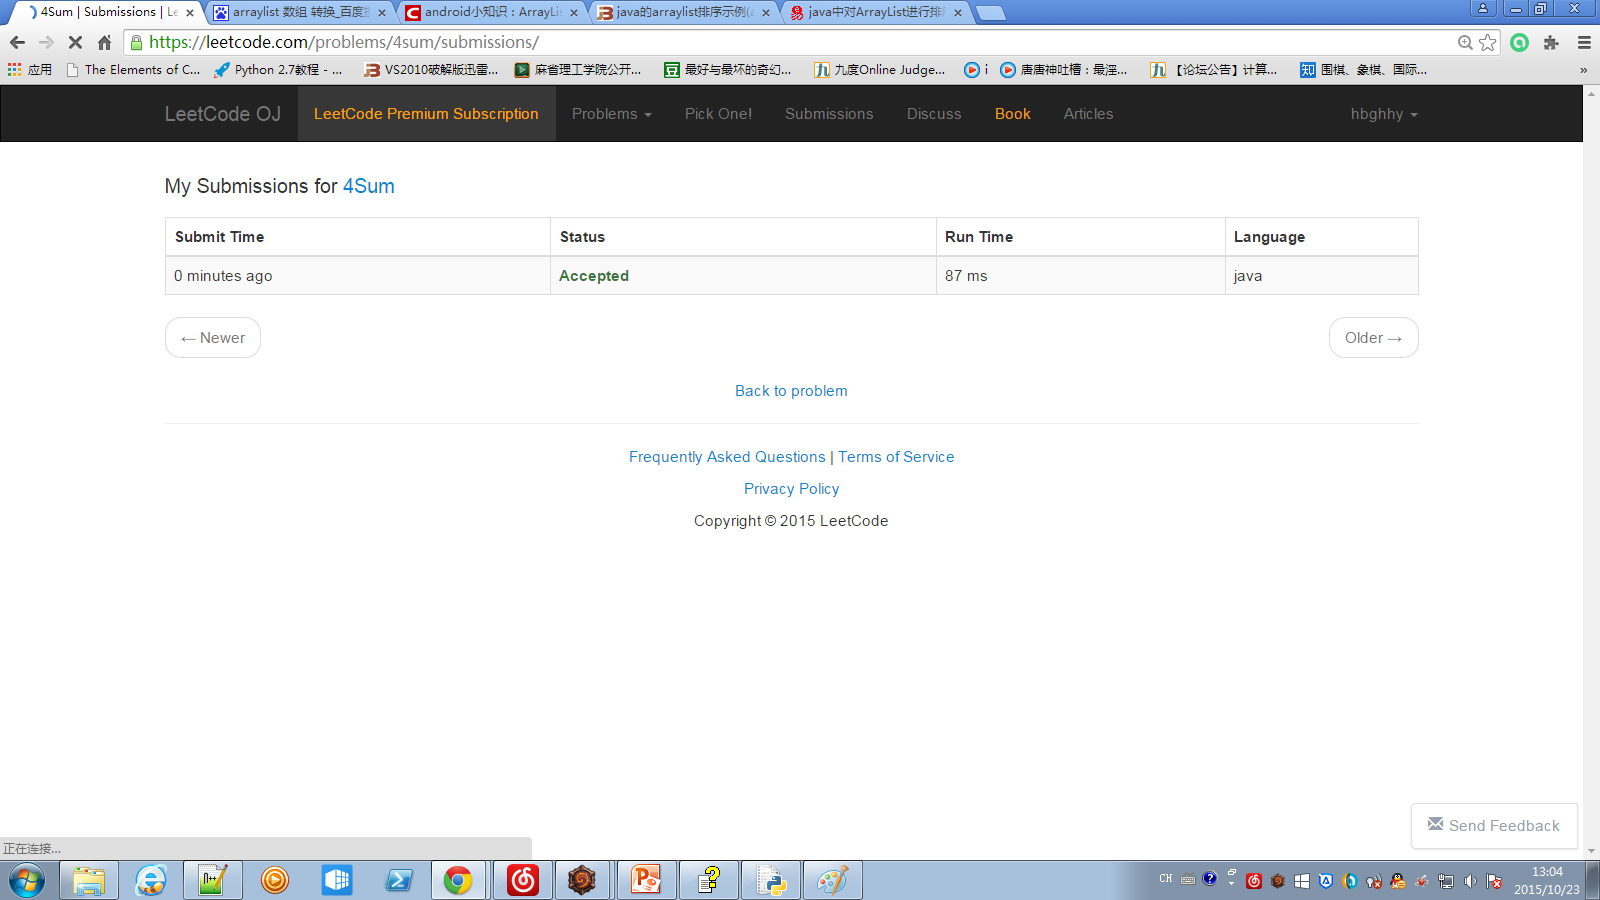 4Sum | Submissions | Le
arraylist 数组 转换_百度搜
android小知识：ArrayLis
java的arraylist排序示例(a
java中对ArrayList进行排序
https://leetcode.com/problems/4sum/submissions/
应用
The Elements of C...
Python 2.7教程 - ...
VS2010破解版迅雷...
麻省理工学院公开...
最好与最坏的奇幻...
九度Online Judge...
i
唐唐神吐槽：最淫...
【论坛公告】计算...
围棋、象棋、国际...
»
LeetCode OJ
LeetCode Premium Subscription
Problems
Pick One!
Submissions
Discuss
Book
Articles
hbghhy
My Submissions for 4Sum
Submit Time Status Run Time Language
0 minutes ago Accepted 87 ms java
← Newer
Older →
Back to problem
Frequently Asked Questions | Terms of Service
Privacy Policy
Copyright © 2015 LeetCode
Send Feedback
正在连接...
CH
13:04
2015/10/23